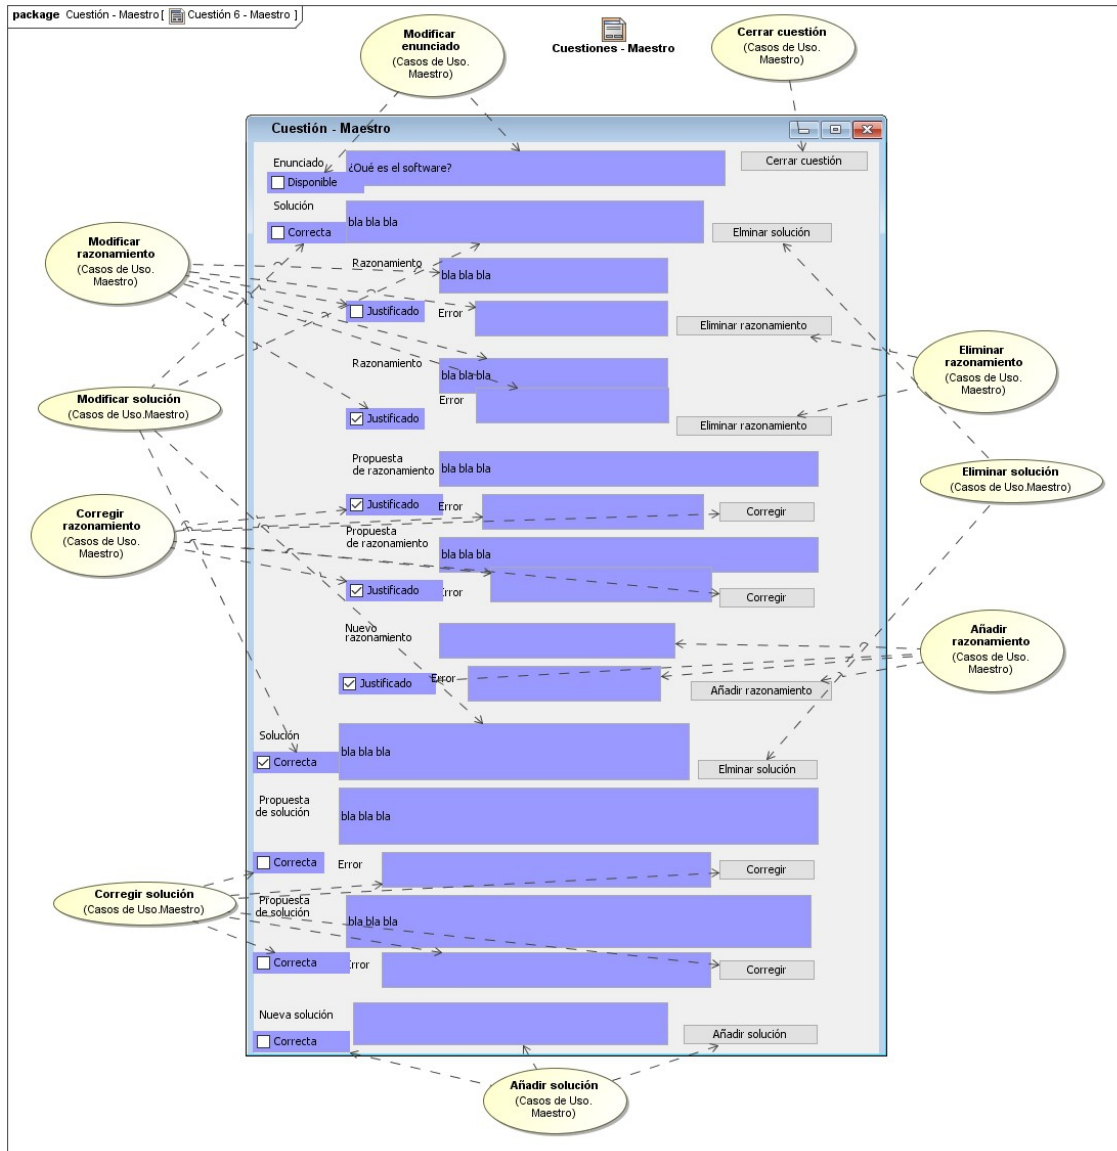 package Cuestión - Maestro [ Cuestión 6 - Maestro ]
Modificar
enunciado
(Casos de Uso.
Maestro)
Cuestiones - Maestro
Cerrar cuestión
(Casos de Uso.
Maestro)
Cuestión - Maestro
Enunciado
¿Qué es el software?
Cerrar cuestión
Disponible
Solución
bla bla bla
Correcta
Elminar solución
Modificar
razonamiento
(Casos de Uso.
Maestro)
Razonamiento
bla bla bla
Justificado
Error
Eliminar razonamiento
Razonamiento
bla bla bla
Error
Justificado
Eliminar razonamiento
Eliminar
razonamiento
(Casos de Uso.
Maestro)
Modificar solución
(Casos de Uso.Maestro)
Propuesta
de razonamiento
bla bla bla
Eliminar solución
(Casos de Uso.Maestro)
Justificado
Error
Corregir
Corregir
razonamiento
(Casos de Uso.
Maestro)
Propuesta
de razonamiento
bla bla bla
Justificado
Error
Corregir
Nuevo
razonamiento
Justificado
Error
Añadir razonamiento
Añadir
razonamiento
(Casos de Uso.
Maestro)
Solución
bla bla bla
Correcta
Elminar solución
Propuesta
de solución
bla bla bla
Correcta
Error
Corregir
Corregir solución
(Casos de Uso.Maestro)
Propuesta
de solución
bla bla bla
Correcta
Error
Corregir
Nueva solución
Correcta
Añadir solución
Añadir solución
(Casos de Uso.
Maestro)